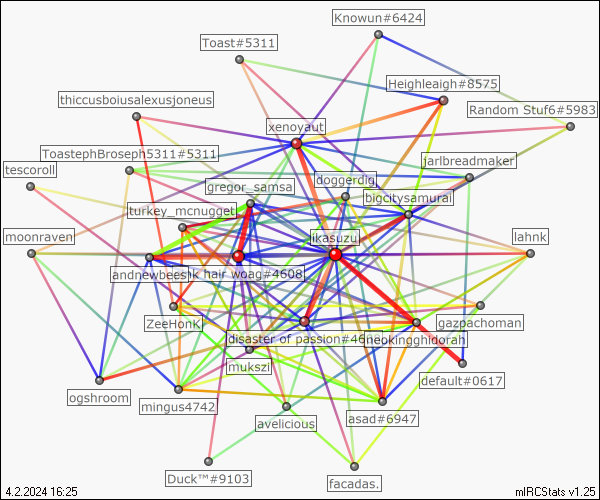 Knowun#6424
Toast#5311
Heighleaigh#8575
thiccusboiusalexusjoneus
Random Stuf6#5983
xenoyaut
ToastephBroseph5311#5311
jarlbreadmaker
tescoroll
doggerdig
gregor_samsa
bigcitysamurai
turkey_mcnugget
moonraven
ikasuzu
lahnk
andnewbeeshk hair woag#4608
ZeeHonk
gazpachoman
disaster of passion#46
neokingghidorah
mukszi
default#0617
ogshroom
mingus4742
asad#6947
avelicious
Duck™#9103
facadas.
4.2.2024 16:25
mIRCStats v1.25